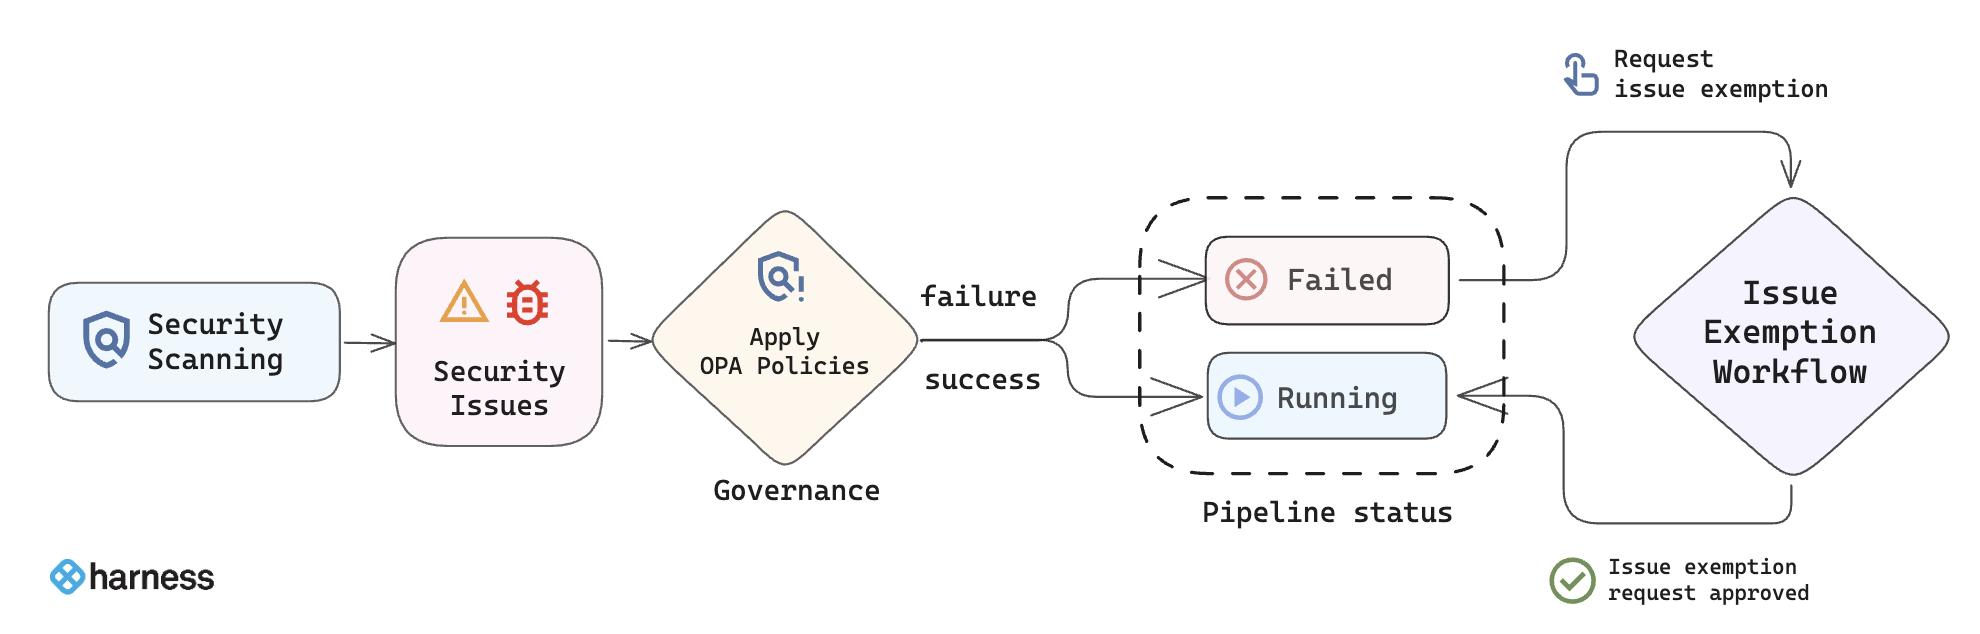 Security
Scanning
Security
Issues
Apply
OPA Policies
Governance
failure
success
Failed
Running
Pipeline status
Request
issue exemption
Issue
Exemption
Workflow
Issue exemption
request approved
harness